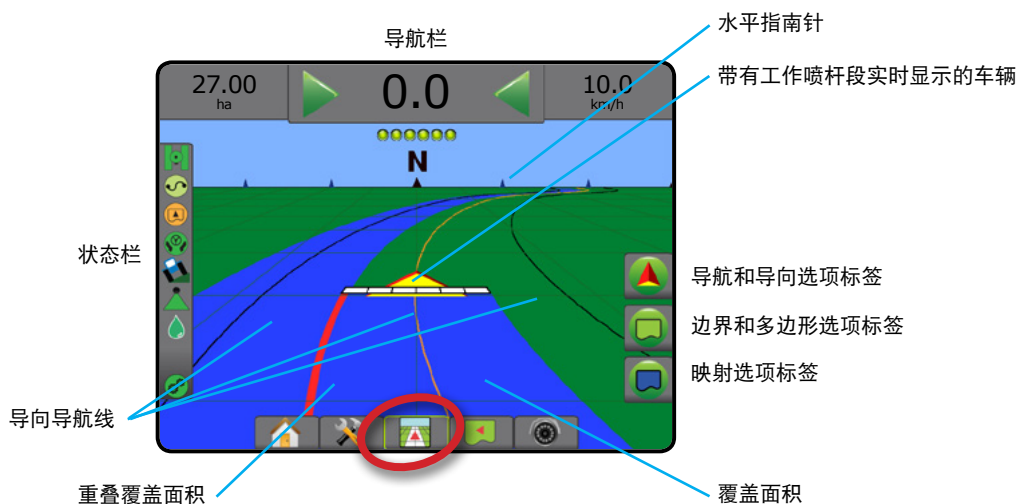 水平指南针
导航栏
带有工作喷杆段实时显示的车辆
27.00
ha
0.0
10.0
km/h
N
状态栏
导航和导向选项标签
边界和多边形选项标签
映射选项标签
导向导航线
重叠覆盖面积
覆盖面积